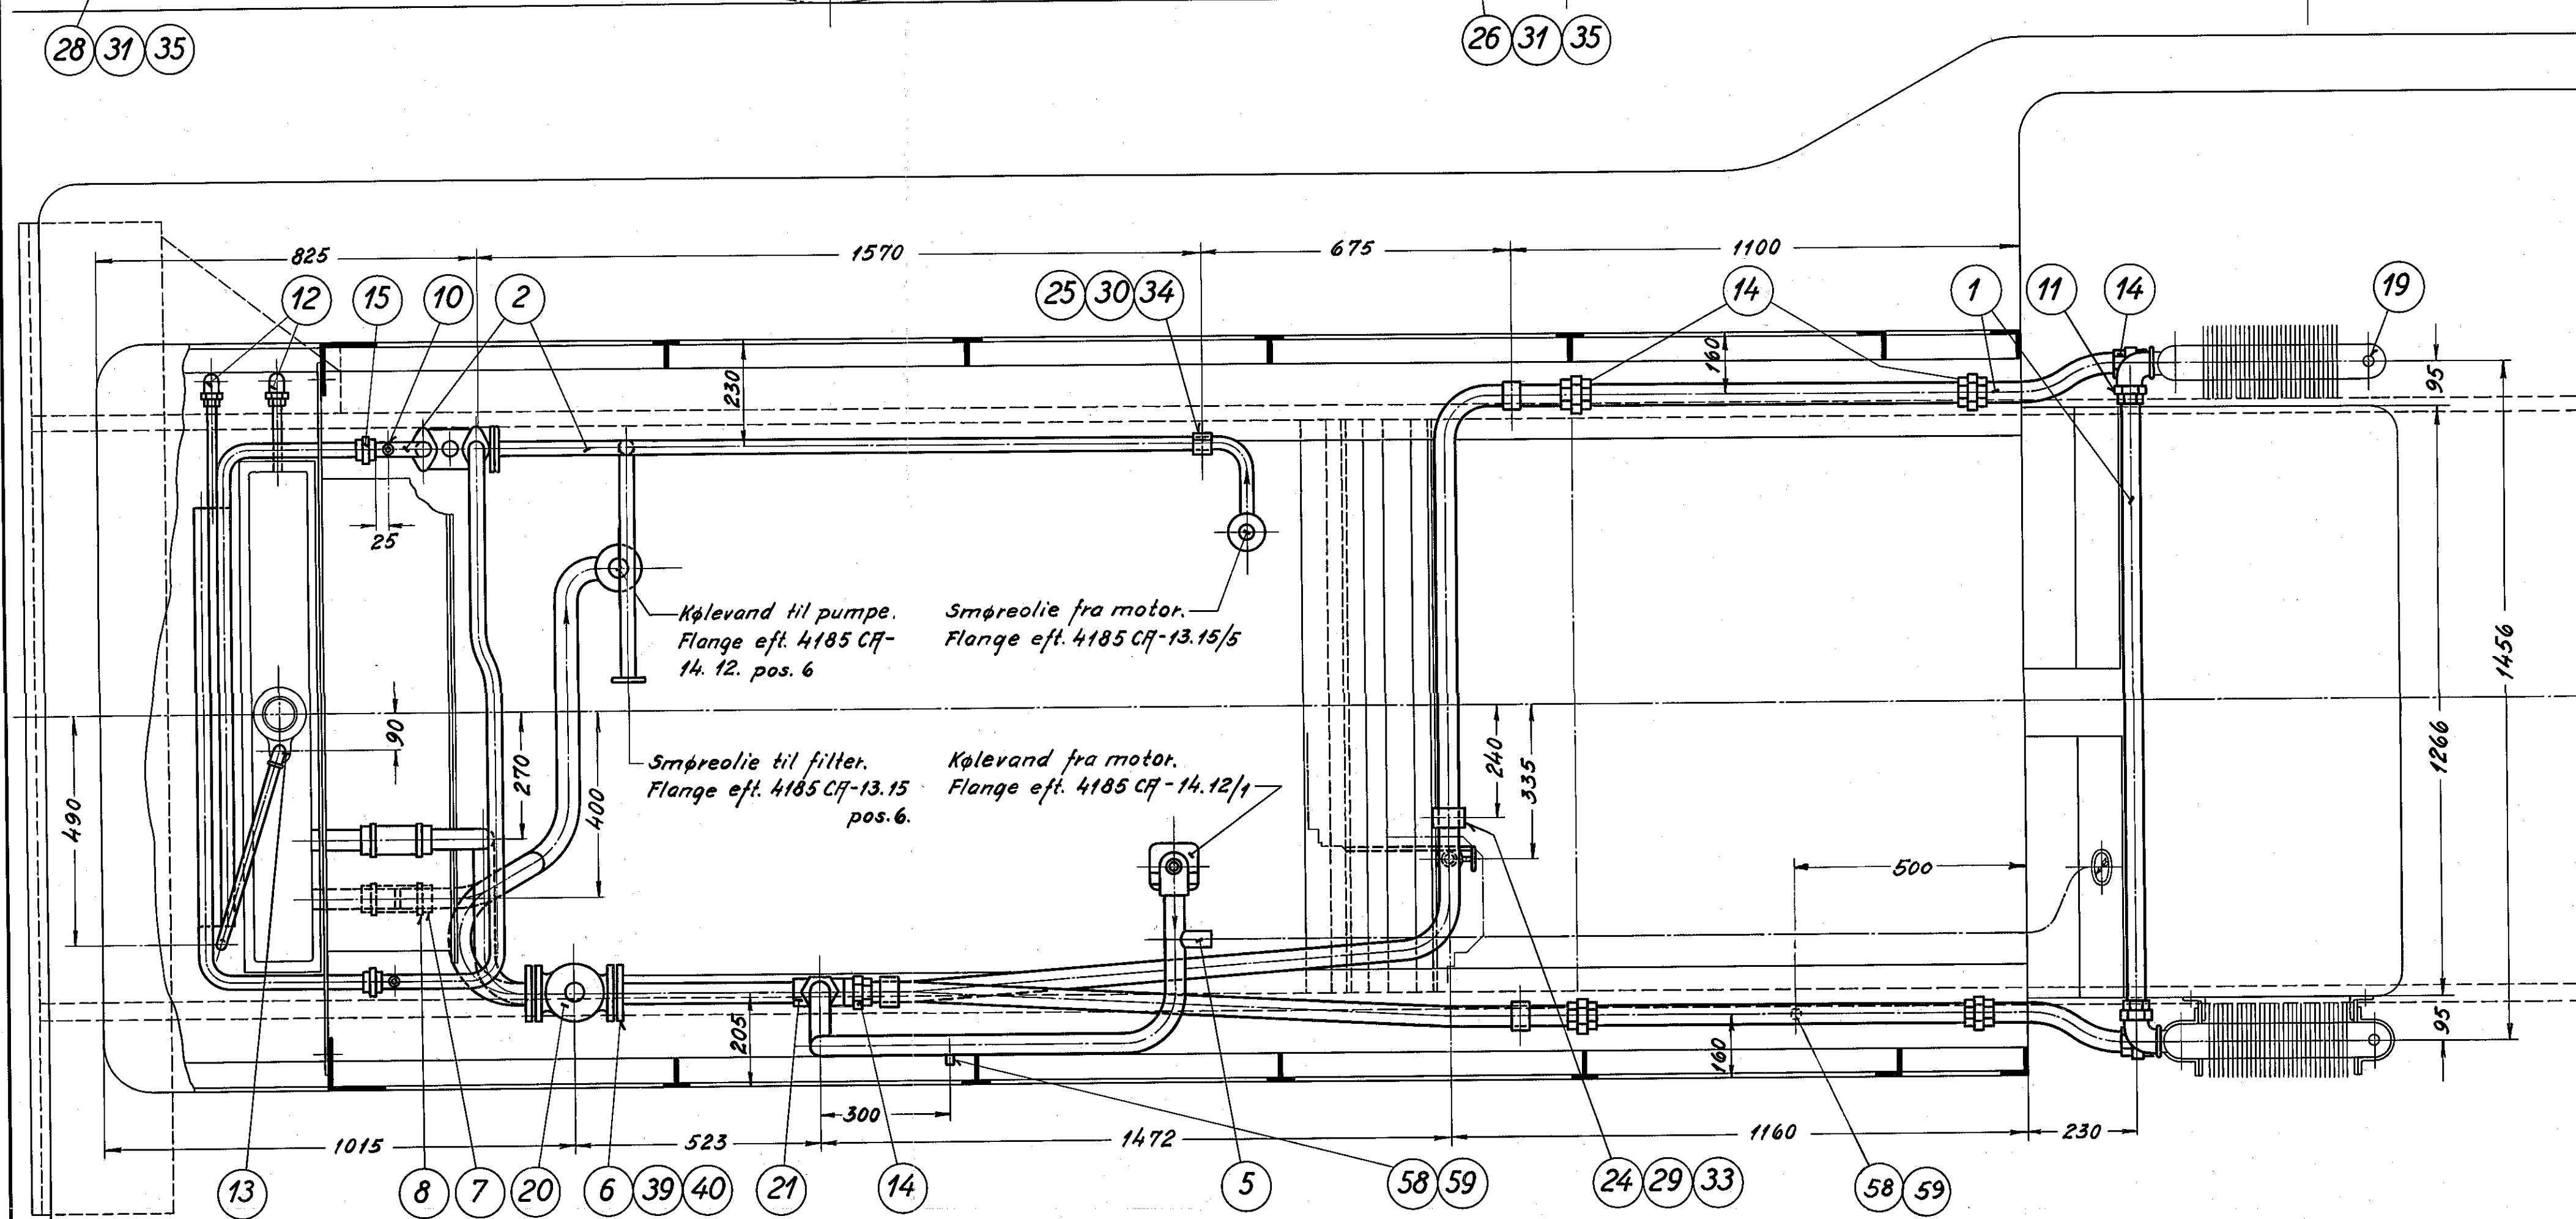 28 31 35
26 31 35
825 1570 675 1100
12 15 10 2 25 30 34 14 1 11 14 19
230
160
95
25
Kølevand til pumpe.
Flange eft. 4185 CA-
14.12. pos. 6
Smøreolie fra motor.
Flange eft. 4185 CA-13.15/5
1456
1266
90
270
400
490
240
335
Smøreolie til filter.
Flange eft. 4185 CA-13.15
pos. 6.
Kølevand fra motor.
Flange eft. 4185 CA-14.12/1
500
205
160
95
300
1015 523 1472 1160 230
13 8 7 20 6 39 40 21 14 5 58 59 24 29 33 58 59